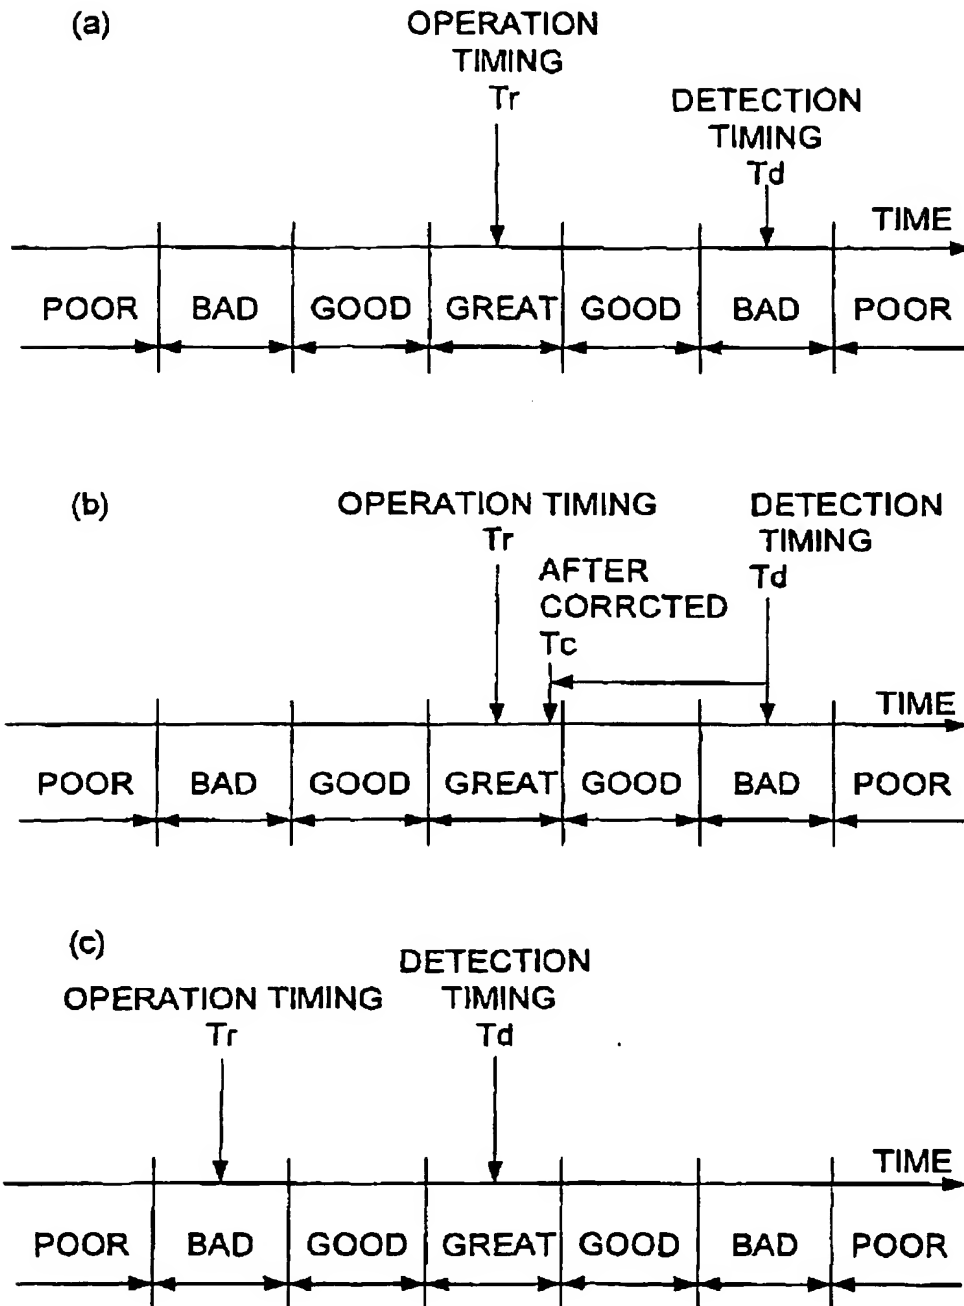 (a)
OPERATION
TIMING
Tr
DETECTION
TIMING
Td
TIME
POOR BAD GOOD GREAT GOOD BAD POOR
(b)
OPERATION TIMING
Tr
DETECTION
TIMING
Td
AFTER
CORRCTED
Tc
TIME
POOR BAD GOOD GREAT GOOD BAD POOR
(c)
OPERATION TIMING
Tr
DETECTION
TIMING
Td
TIME
POOR BAD GOOD GREAT GOOD BAD POOR